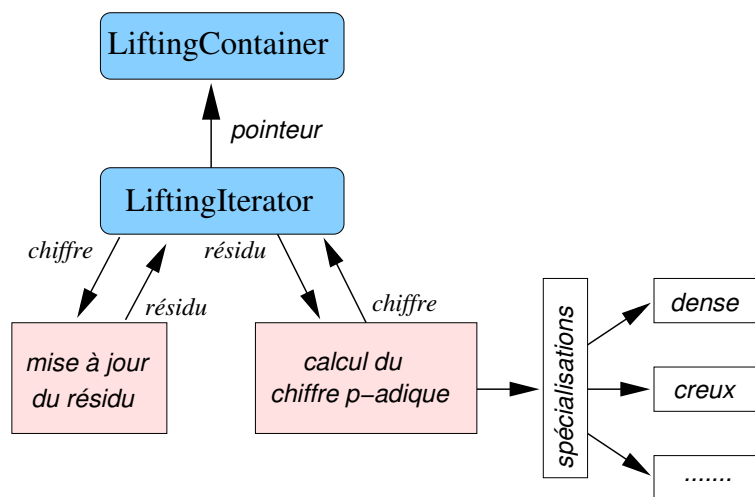 LiftingContainer
pointeur
LiftingIterator
chiffre
résidu
résidu
chiffre
mise à jour
du résidu
calcul du
chiffre p−adique
spécialisations
dense
creux
.......